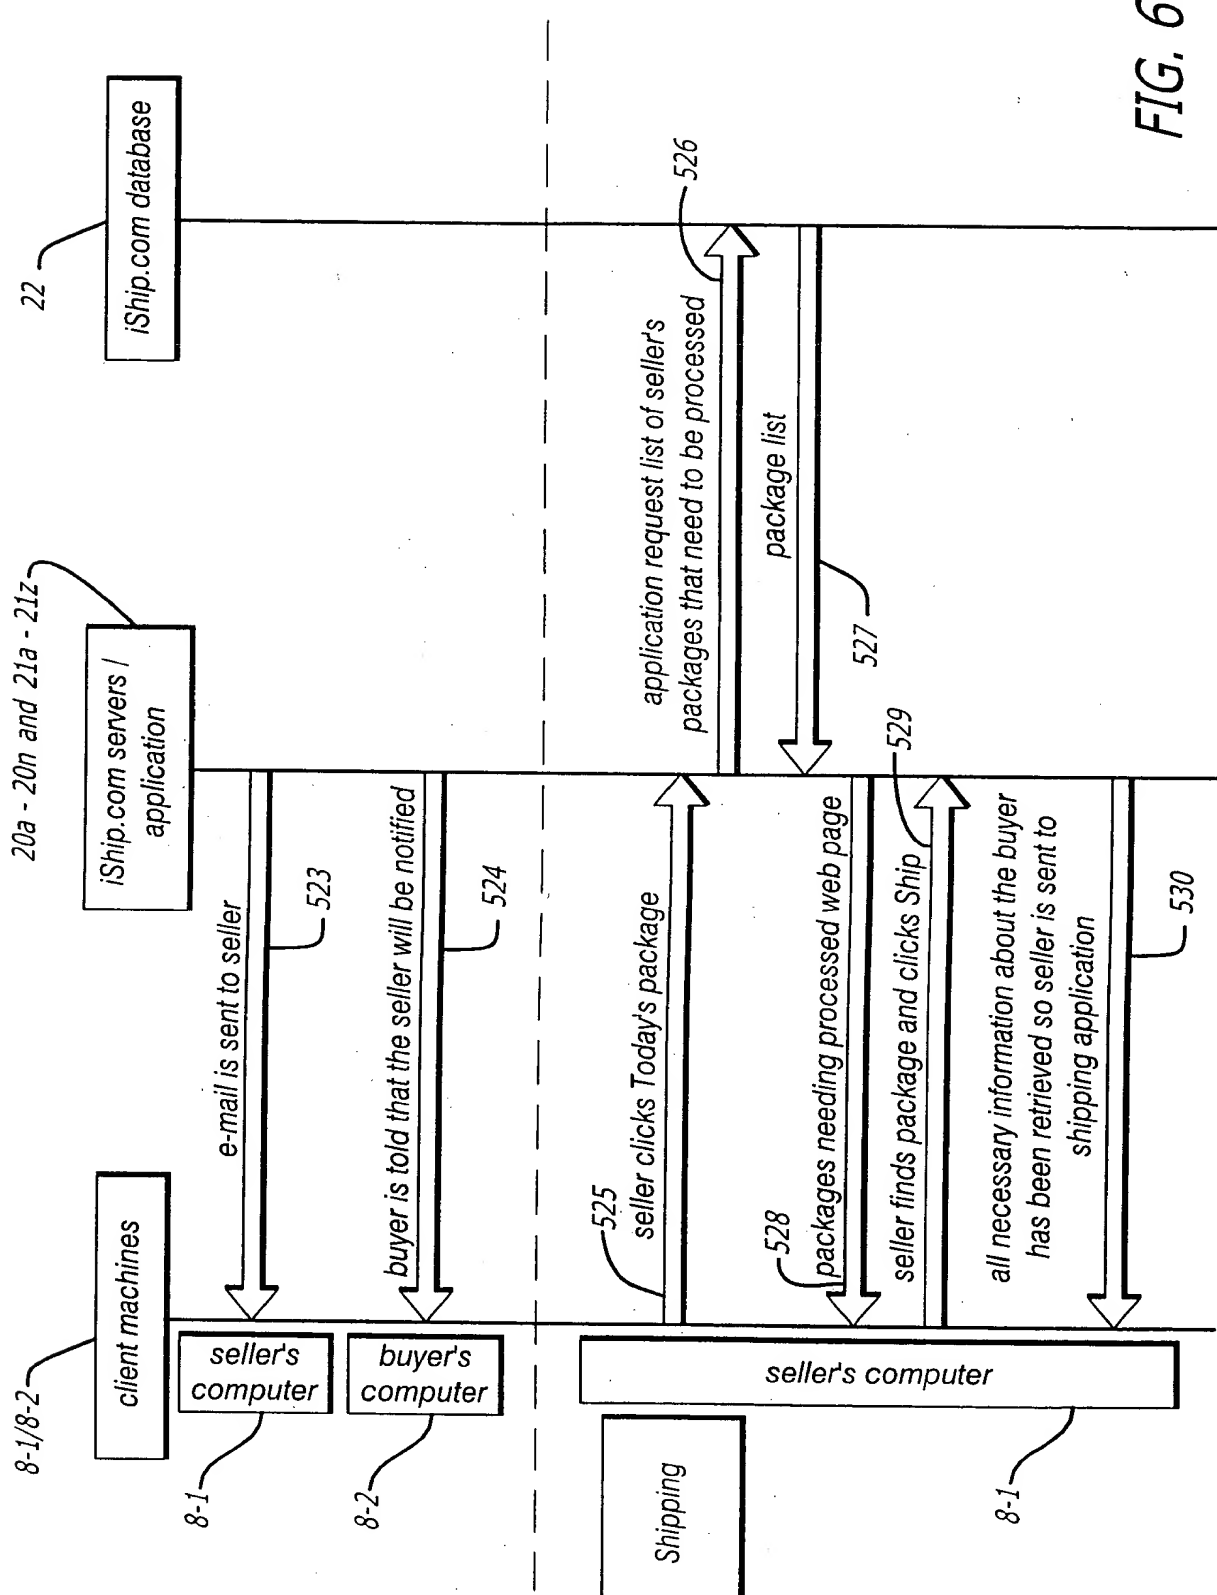 8-1/8-2
20a - 20n and 21a - 21z
22
client machines
iShip.com servers /
application
iShip.com database
8-1
seller's
computer
e-mail is sent to seller
523
8-2
buyer's
computer
buyer is told that the seller will be notified
524
Shipping
seller's computer
8-1
525
seller clicks Today's package
application request list of seller's
packages that need to be processed
526
package list
527
528
packages needing processed web page
seller finds package and clicks Ship
529
all necessary information about the buyer
has been retrieved so seller is sent to
shipping application
530
FIG. 6